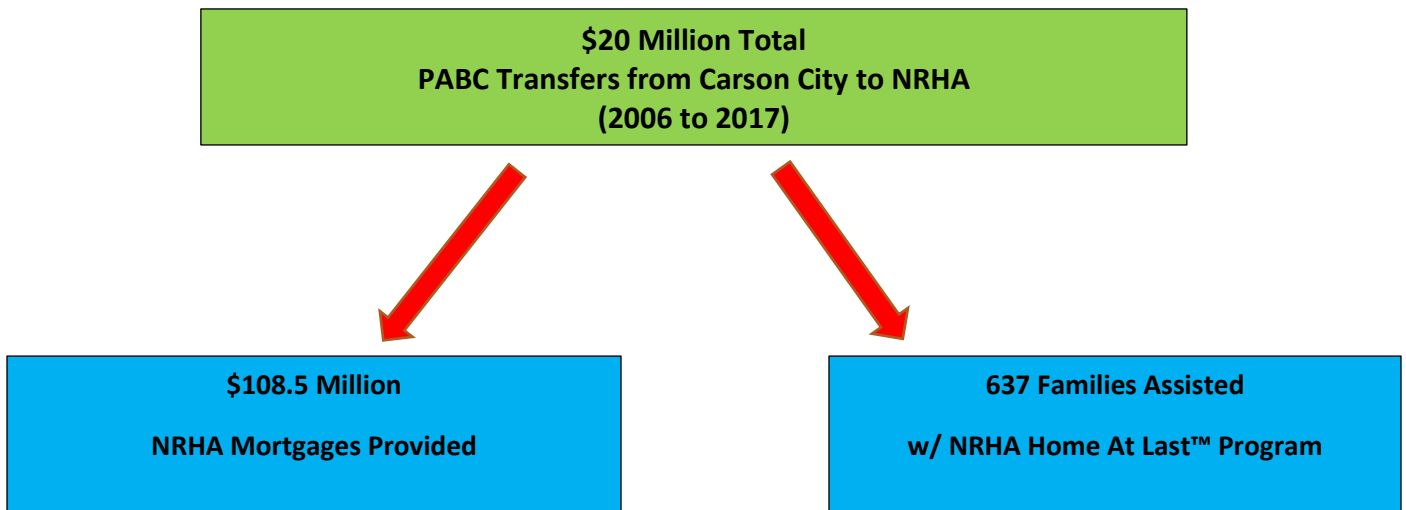 $20 Million Total
PABC Transfers from Carson City to NRHA
(2006 to 2017)
$108.5 Million
NRHA Mortgages Provided
637 Families Assisted
w/ NRHA Home At Last™ Program